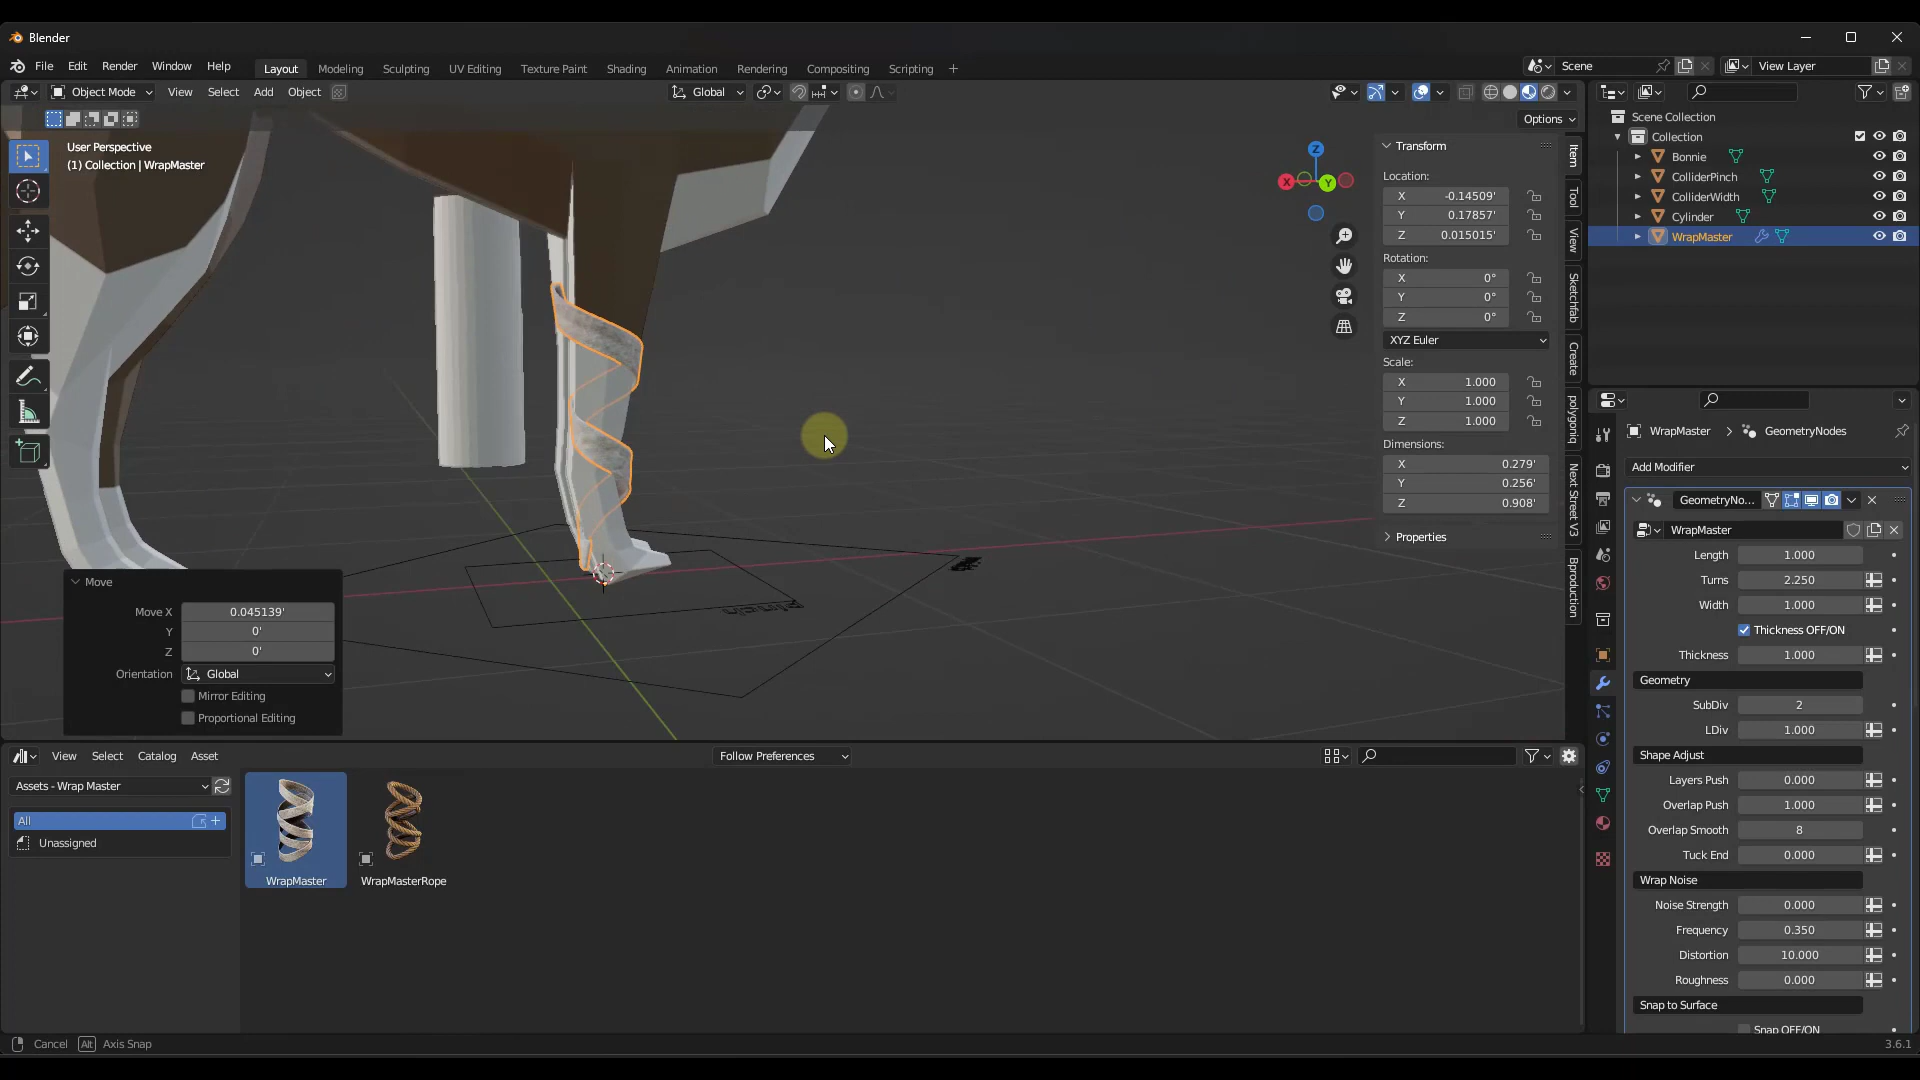 Blender
File Edit Render Window Help
Layout Modeling Sculpting UV Editing Texture Paint Shading Animation Rendering Compositing Scripting +
Scene
View Layer
Object Mode View Select Add Object
Global
Options
User Perspective
(1) Collection | WrapMaster
Z
X
Y
Transform
Location:
X -0.14509'
Y 0.17857'
Z 0.015015'
Rotation:
X 0°
Y 0°
Z 0°
XYZ Euler
Scale:
X 1.000
Y 1.000
Z 1.000
Dimensions:
X 0.279'
Y 0.256'
Z 0.908'
Properties
Item
Tool
View
Sketchfab
Create
polygoniq
Next Street V3
Bproduction
Scene Collection
Collection
Bonnie
ColliderPinch
ColliderWidth
Cylinder
WrapMaster
WrapMaster > GeometryNodes
Add Modifier
GeometryNo...
WrapMaster
Length 1.000
Turns 2.250
Width 1.000
Thickness OFF/ON
Thickness 1.000
Geometry
SubDiv 2
LDiv 1.000
Shape Adjust
Layers Push 0.000
Overlap Push 1.000
Overlap Smooth 8
Tuck End 0.000
Wrap Noise
Noise Strength 0.000
Frequency 0.350
Distortion 10.000
Roughness 0.000
Snap to Surface
Snap OFF/ON
Move
Move X 0.045139'
Y 0'
Z 0'
Orientation Global
Mirror Editing
Proportional Editing
Pinch
View Select Catalog Asset
Follow Preferences
Assets - Wrap Master
All
Unassigned
WrapMaster
WrapMasterRope
Cancel Alt Axis Snap
3.6.1